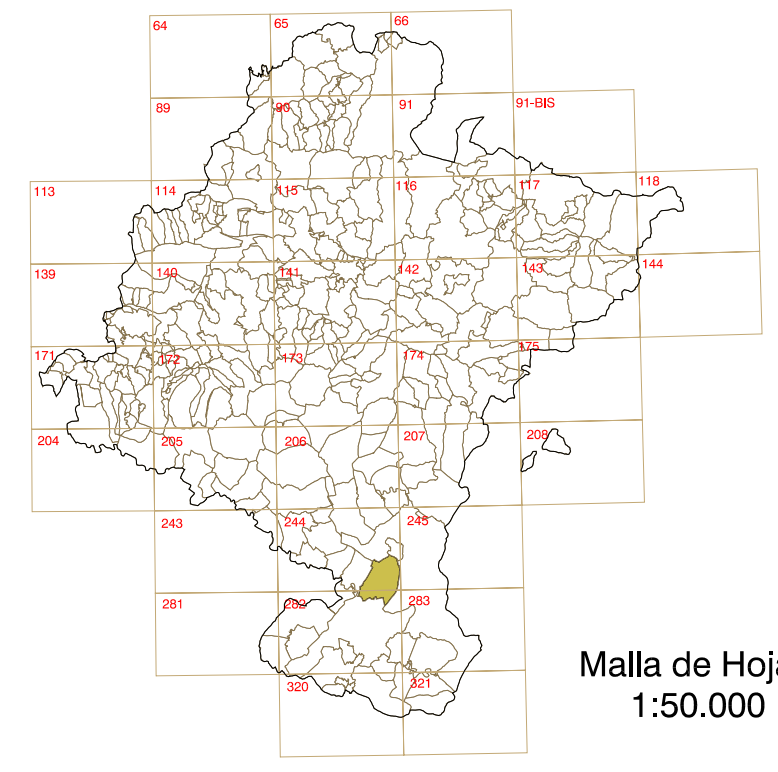 64 65 66
89 90 91 91-BIS
113 114 115 116 117 118
139 140 141 142 143 144
171 172 173 174 175
204 205 206 207 208
243 244 245
281 282 283
320 321
Malla de Hoja
1:50.000